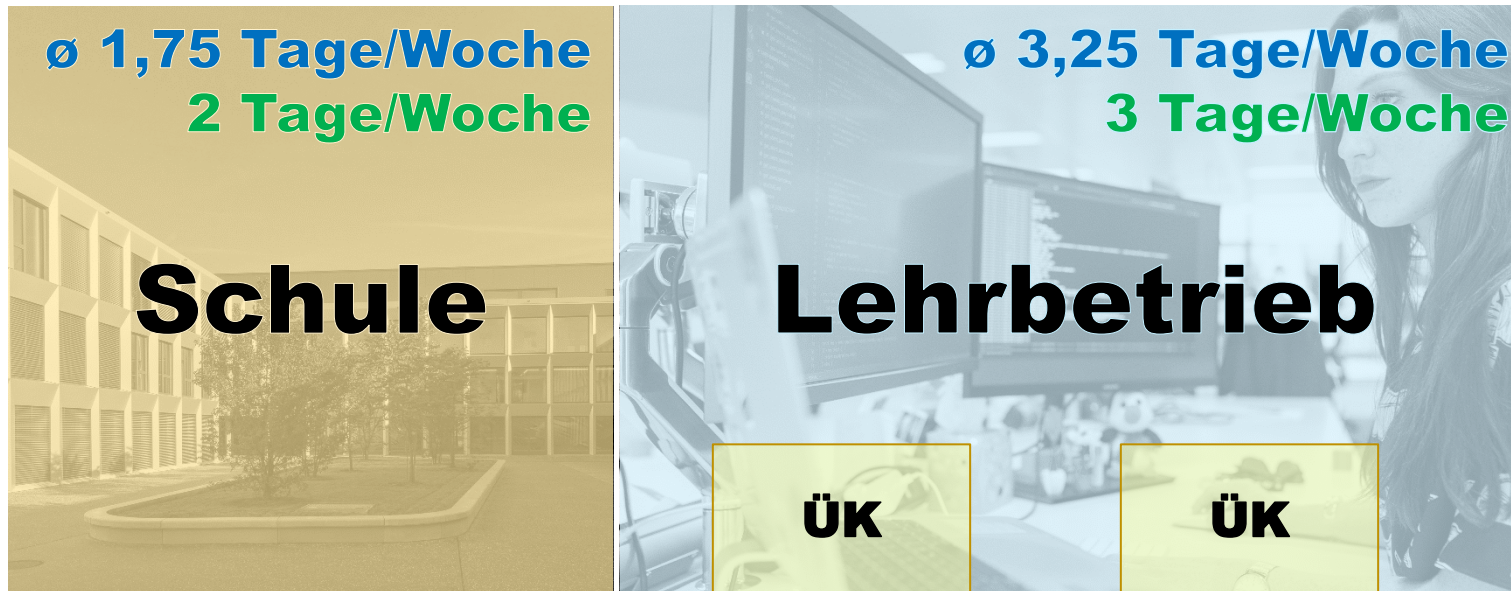 ø 1,75 Tage/Woche
2 Tage/Woche
Schule
ø 3,25 Tage/Woche
3 Tage/Woche
Lehrbetrieb
ÜK
ÜK